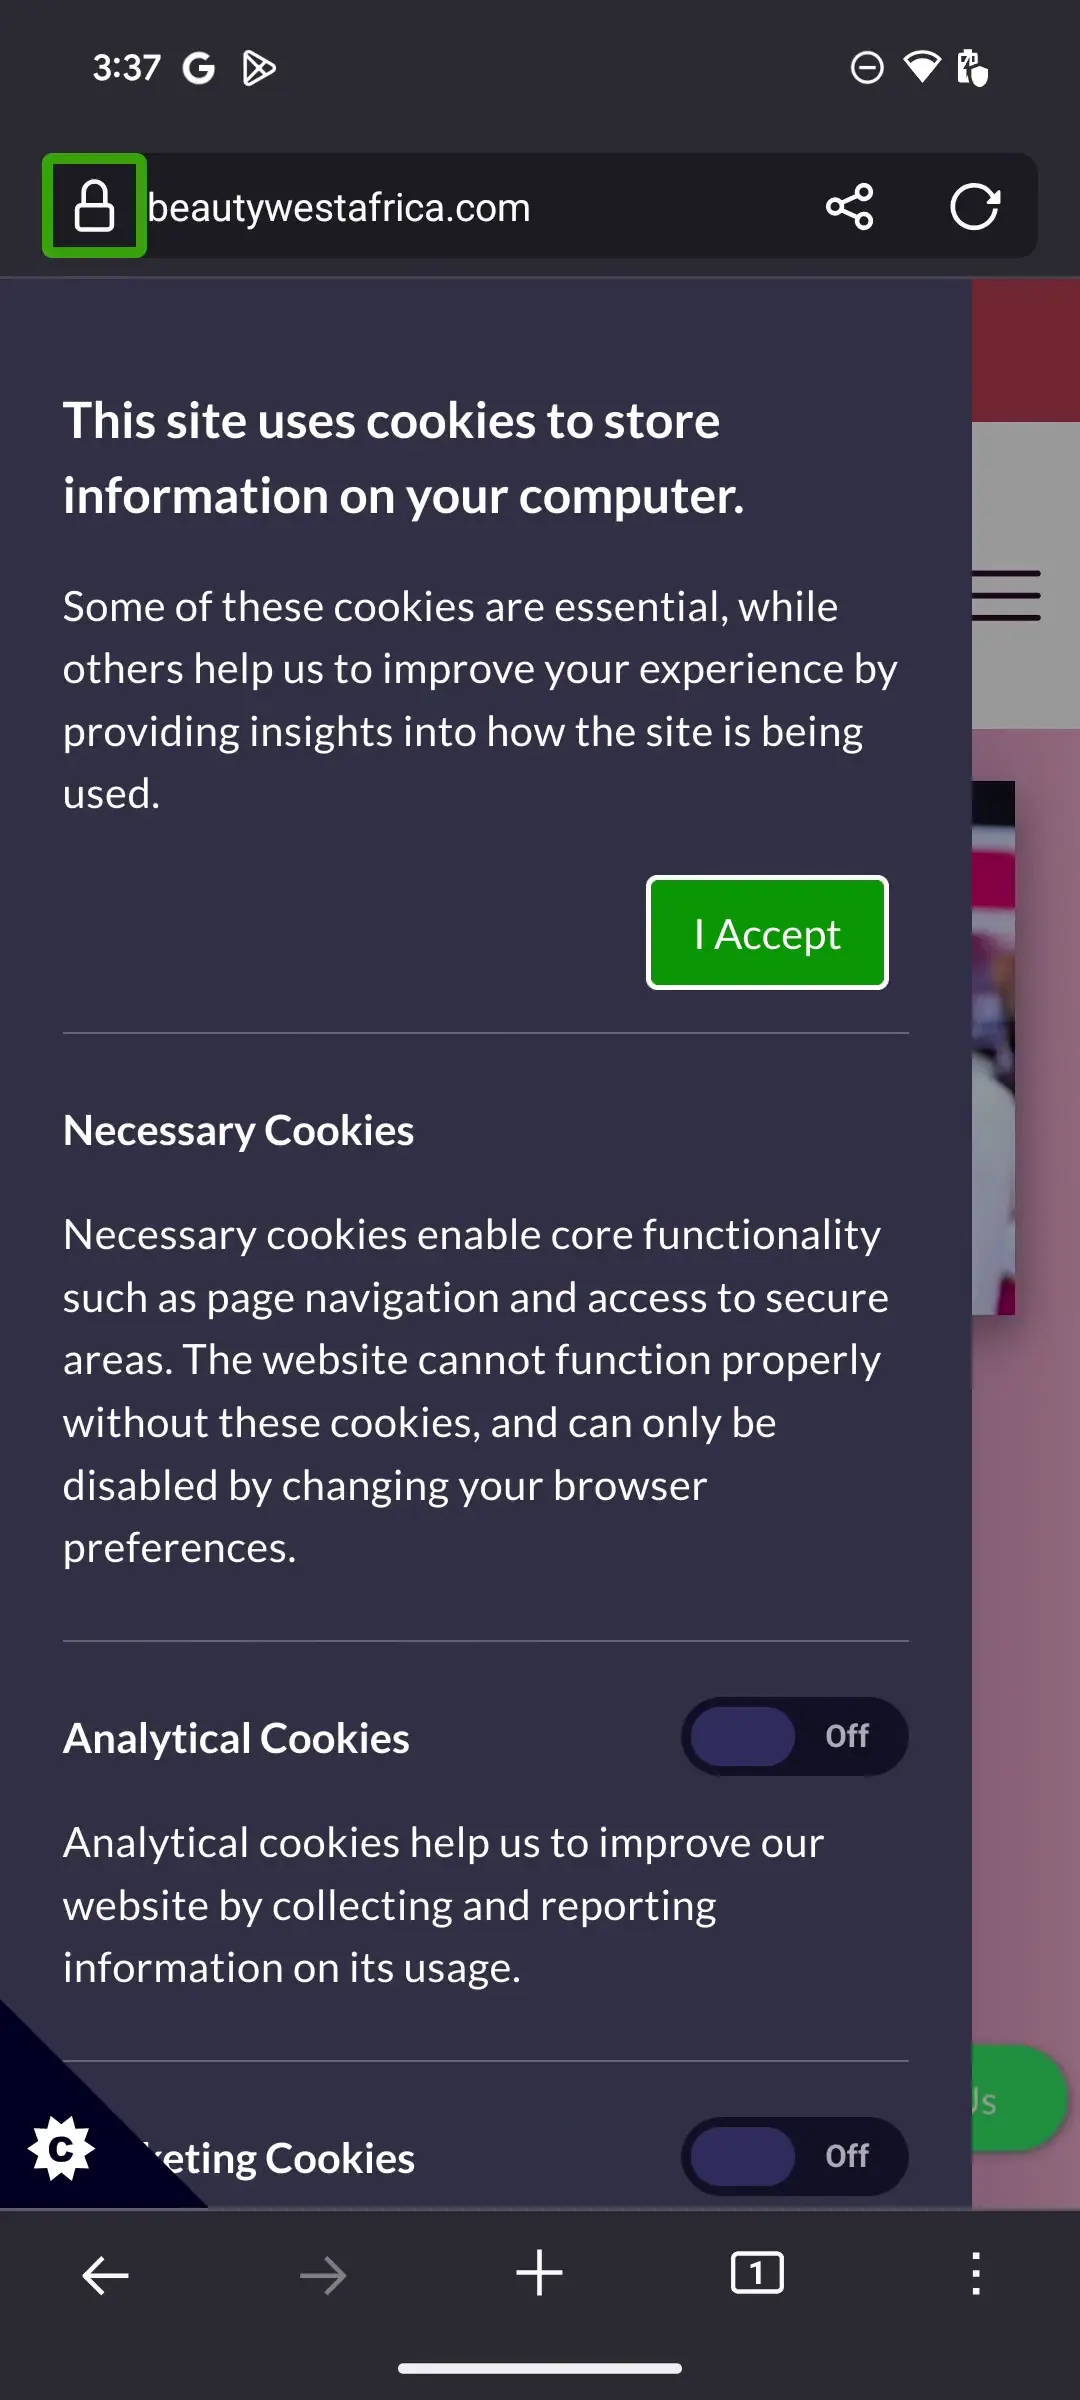 3:37
beautywestafrica.com
This site uses cookies to store
information on your computer.
Some of these cookies are essential, while
others help us to improve your experience by
providing insights into how the site is being
used.
I Accept
Necessary Cookies
Necessary cookies enable core functionality
such as page navigation and access to secure
areas. The website cannot function properly
without these cookies, and can only be
disabled by changing your browser
preferences.
Analytical Cookies
Off
Analytical cookies help us to improve our
website by collecting and reporting
information on its usage.
Us
keting Cookies
Off
C
1